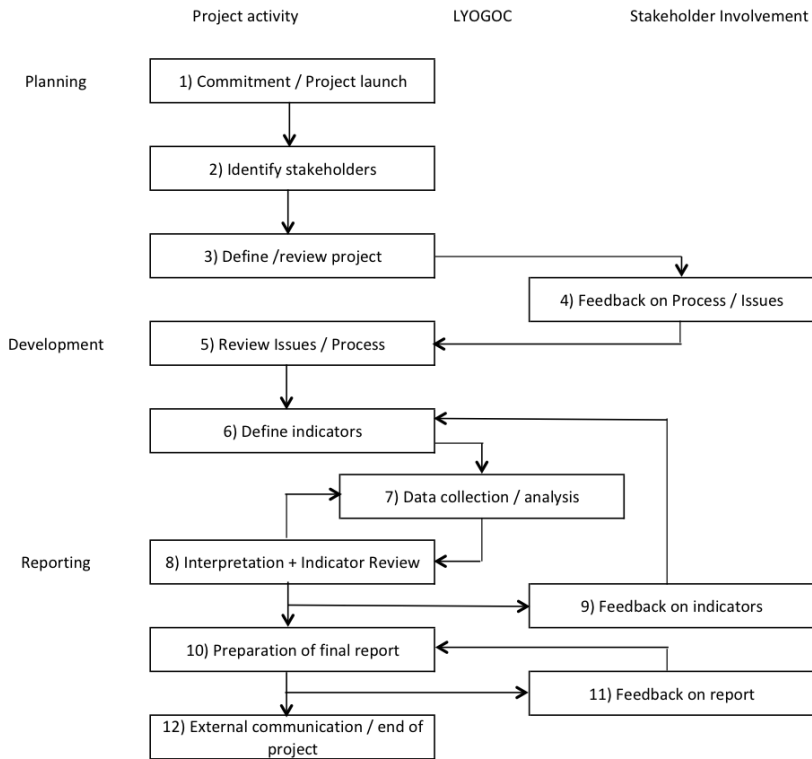 Project activity
LYOGOC
Stakeholder Involvement
Planning
1) Commitment / Project launch
2) Identify stakeholders
3) Define /review project
4) Feedback on Process / Issues
Development
5) Review Issues / Process
6) Define indicators
7) Data collection / analysis
Reporting
8) Interpretation + Indicator Review
9) Feedback on indicators
10) Preparation of final report
11) Feedback on report
12) External communication / end of
project